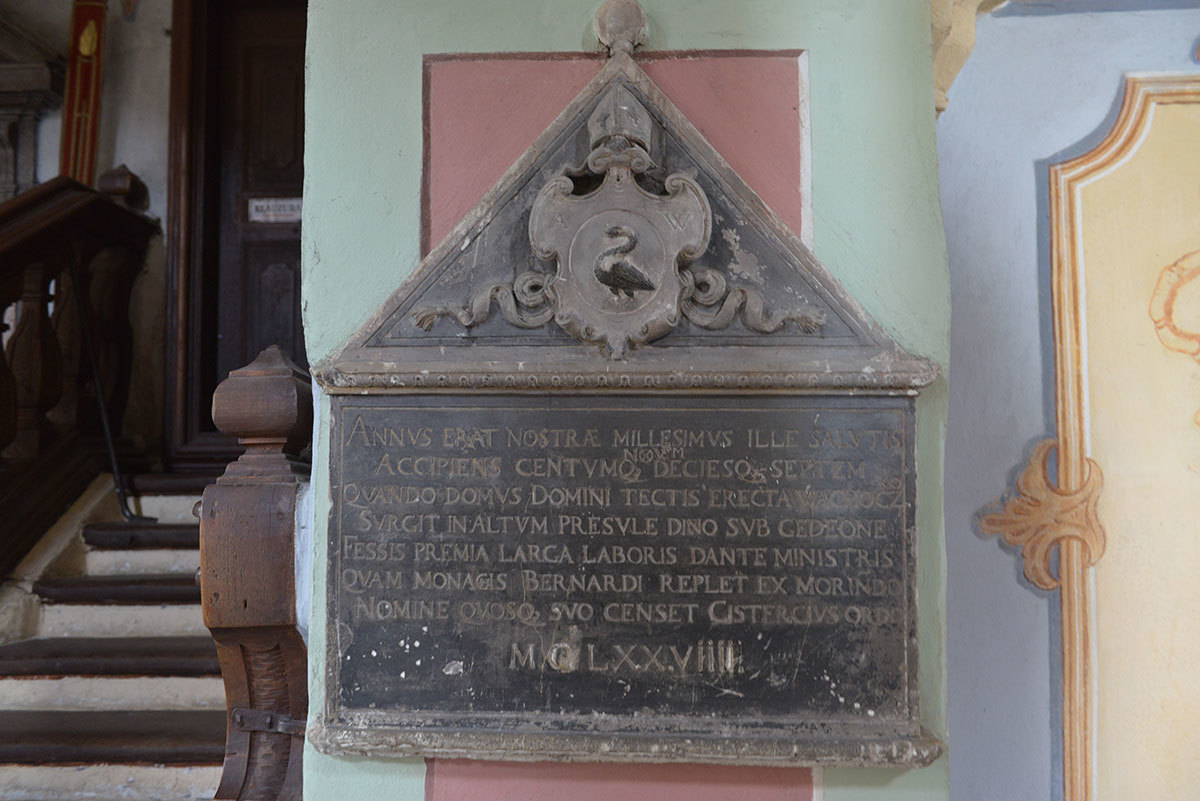 KLAUZURA
A W
ANNVS ERAT NOSTRÆ MILLESIMVS ILLE SALVTIS
NOVVM
ACCIPIENS CENTVMQ DECIESQ SEPTEM
QVANDO DOMVS DOMINI TECTIS ERECTA WACHOCZ
SVRGIT IN ALTVM PRESVLE DINO SVB GEDEONE
FESSIS PREMIA LARGA LABORIS DANTE MINISTRIS
QVAM MONACIS BERNARDI REPLET EX MORINDO
NOMINE QVOSQ SVO CENSET CISTERCIVS ORDO
M.C LXX.VIIII